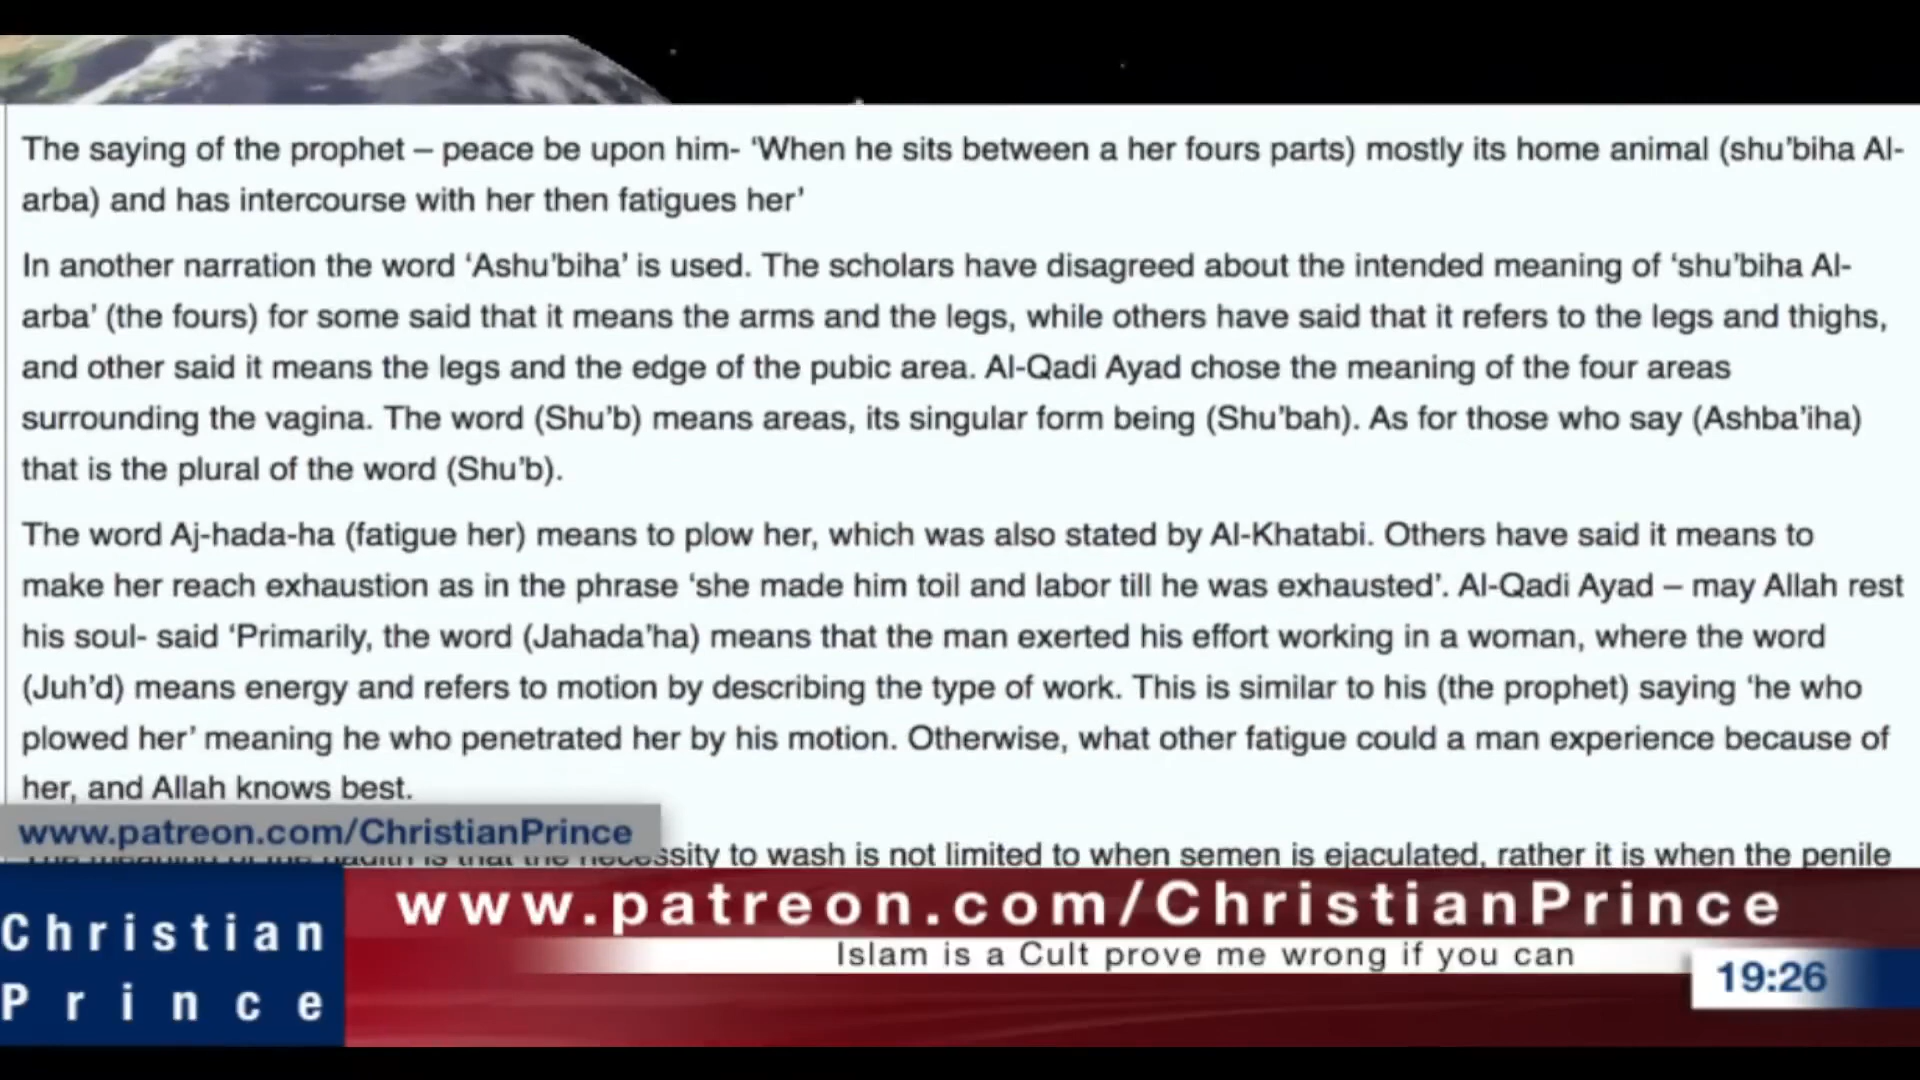 The saying of the prophet – peace be upon him- ‘When he sits between a her fours parts) mostly its home animal (shu’biha Al-
arba) and has intercourse with her then fatigues her’
In another narration the word ‘Ashu’biha’ is used. The scholars have disagreed about the intended meaning of ‘shu’biha Al-
arba’ (the fours) for some said that it means the arms and the legs, while others have said that it refers to the legs and thighs,
and other said it means the legs and the edge of the pubic area. Al-Qadi Ayad chose the meaning of the four areas
surrounding the vagina. The word (Shu’b) means areas, its singular form being (Shu’bah). As for those who say (Ashba’iha)
that is the plural of the word (Shu’b).
The word Aj-hada-ha (fatigue her) means to plow her, which was also stated by Al-Khatabi. Others have said it means to
make her reach exhaustion as in the phrase ‘she made him toil and labor till he was exhausted’. Al-Qadi Ayad – may Allah rest
his soul- said ‘Primarily, the word (Jahada’ha) means that the man exerted his effort working in a woman, where the word
(Juh’d) means energy and refers to motion by describing the type of work. This is similar to his (the prophet) saying ‘he who
plowed her’ meaning he who penetrated her by his motion. Otherwise, what other fatigue could a man experience because of
her, and Allah knows best.
www.patreon.com/ChristianPrince
The meaning of the hadith is that the necessity to wash is not limited to when semen is ejaculated, rather it is when the penile
www.patreon.com/ChristianPrince
Islam is a Cult prove me wrong if you can
Christian
Prince
19:26